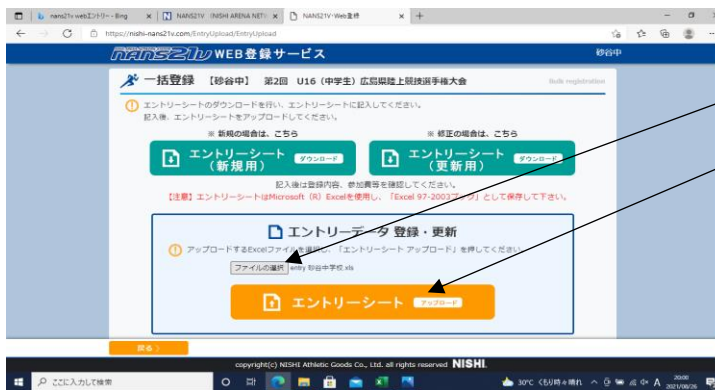 nans21v webエントリー - Bing
NANS21V（NISHI ARENA NET
NANS21V-Web登録
https://nishi-nans21v.com/EntryUpload/EntryUpload
NANS21V WEB登録サービス
砂谷中
一括登録 【砂谷中】 第2回 U16（中学生）広島県陸上競技選手権大会
Bulk registration
エントリーシートのダウンロードを行い、エントリーシートに記入してください。
記入後、エントリーシートをアップロードしてください。
※ 新規の場合は、こちら
※ 修正の場合は、こちら
エントリーシート
（新規用）
ダウンロード
エントリーシート
（更新用）
ダウンロード
記入後は登録内容、参加費等を確認してください。
【注意】エントリーシートはMicrosoft（R）Excelを使用し、「Excel 97-2003ブック」として保存して下さい。
エントリーデータ 登録・更新
アップロードするExcelファイルを選択し、「エントリーシート アップロード」を押してください。
ファイルの選択 entry 砂谷中学校.xls
エントリーシート アップロード
戻る
copyright(c) NISHI Athletic Goods Co., Ltd. all rights reserved NISHI.
ここに入力して検索
30°C くもり時々晴れ
A
20:00
2021/08/26